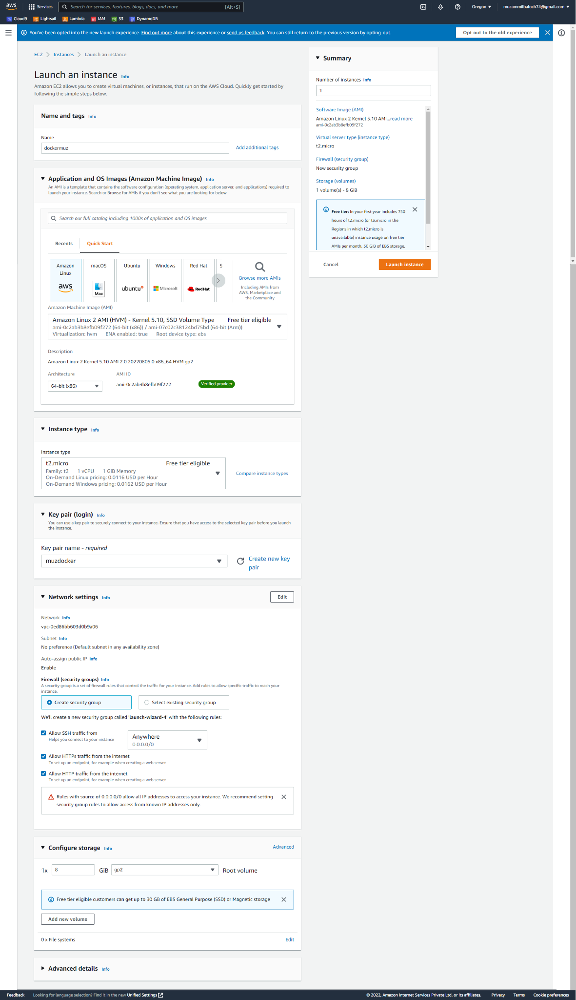 aws
Services
Search for services, features, blogs, docs, and more
[Alt+S]
Oregon
muzammilbaloch74@gmail.com
Cloud9
Lightsail
Lambda
IAM
S3
DynamoDB
You've been opted into the new launch experience. Find out more about this experience or send us feedback. You can still return to the previous version by opting-out.
Opt out to the old experience
EC2
Instances
Launch an instance
Launch an instance Info
Amazon EC2 allows you to create virtual machines, or instances, that run on the AWS Cloud. Quickly get started by
following the simple steps below.
Name and tags Info
Name
dockermuz
Add additional tags
Application and OS Images (Amazon Machine Image) Info
An AMI is a template that contains the software configuration (operating system, application server, and applications) required to
launch your instance. Search or Browse for AMIs if you don't see what you are looking for below
Search our full catalog including 1000s of application and OS images
Recents
Quick Start
Amazon
Linux
aws
macOS
Mac
Ubuntu
ubuntu
Windows
Microsoft
Red Hat
Red Hat
S
Browse more AMIs
Including AMIs from
AWS, Marketplace and
the Community
Amazon Machine Image (AMI)
Amazon Linux 2 AMI (HVM) - Kernel 5.10, SSD Volume Type
Free tier eligible
ami-0c2ab3b8efb09f272 (64-bit (x86)) / ami-07c02c38124bd75bd (64-bit (Arm))
Virtualization: hvm ENA enabled: true Root device type: ebs
Description
Amazon Linux 2 Kernel 5.10 AMI 2.0.20220805.0 x86_64 HVM gp2
Architecture
AMI ID
64-bit (x86)
ami-0c2ab3b8efb09f272
Verified provider
Instance type Info
Instance type
t2.micro
Free tier eligible
Family: t2 1 vCPU 1 GiB Memory
On-Demand Linux pricing: 0.0116 USD per Hour
On-Demand Windows pricing: 0.0162 USD per Hour
Compare instance types
Key pair (login) Info
You can use a key pair to securely connect to your instance. Ensure that you have access to the selected key pair before you launch
the instance.
Key pair name - required
muzdocker
Create new key
pair
Network settings Info
Edit
Network Info
vpc-0ed86bb603d0b9a06
Subnet Info
No preference (Default subnet in any availability zone)
Auto-assign public IP Info
Enable
Firewall (security groups) Info
A security group is a set of firewall rules that control the traffic for your instance. Add rules to allow specific traffic to reach your
instance.
Create security group
Select existing security group
We'll create a new security group called 'launch-wizard-4' with the following rules:
Allow SSH traffic from
Helps you connect to your instance
Anywhere
0.0.0.0/0
Allow HTTPs traffic from the internet
To set up an endpoint, for example when creating a web server
Allow HTTP traffic from the internet
To set up an endpoint, for example when creating a web server
Rules with source of 0.0.0.0/0 allow all IP addresses to access your instance. We recommend setting
security group rules to allow access from known IP addresses only.
Configure storage Info
Advanced
1x
8
GiB
gp2
Root volume
Free tier eligible customers can get up to 30 GB of EBS General Purpose (SSD) or Magnetic storage
Add new volume
0 x File systems
Edit
Advanced details Info
Summary
Number of instances Info
1
Software Image (AMI)
Amazon Linux 2 Kernel 5.10 AMI...read more
ami-0c2ab3b8efb09f272
Virtual server type (instance type)
t2.micro
Firewall (security group)
New security group
Storage (volumes)
1 volume(s) - 8 GiB
Free tier: In your first year includes 750
hours of t2.micro (or t3.micro in the
Regions in which t2.micro is
unavailable) instance usage on free tier
AMIs per month, 30 GiB of EBS storage,
Cancel
Launch instance
Feedback
Looking for language selection? Find it in the new Unified Settings
© 2022, Amazon Internet Services Private Ltd. or its affiliates.
Privacy
Terms
Cookie preferences